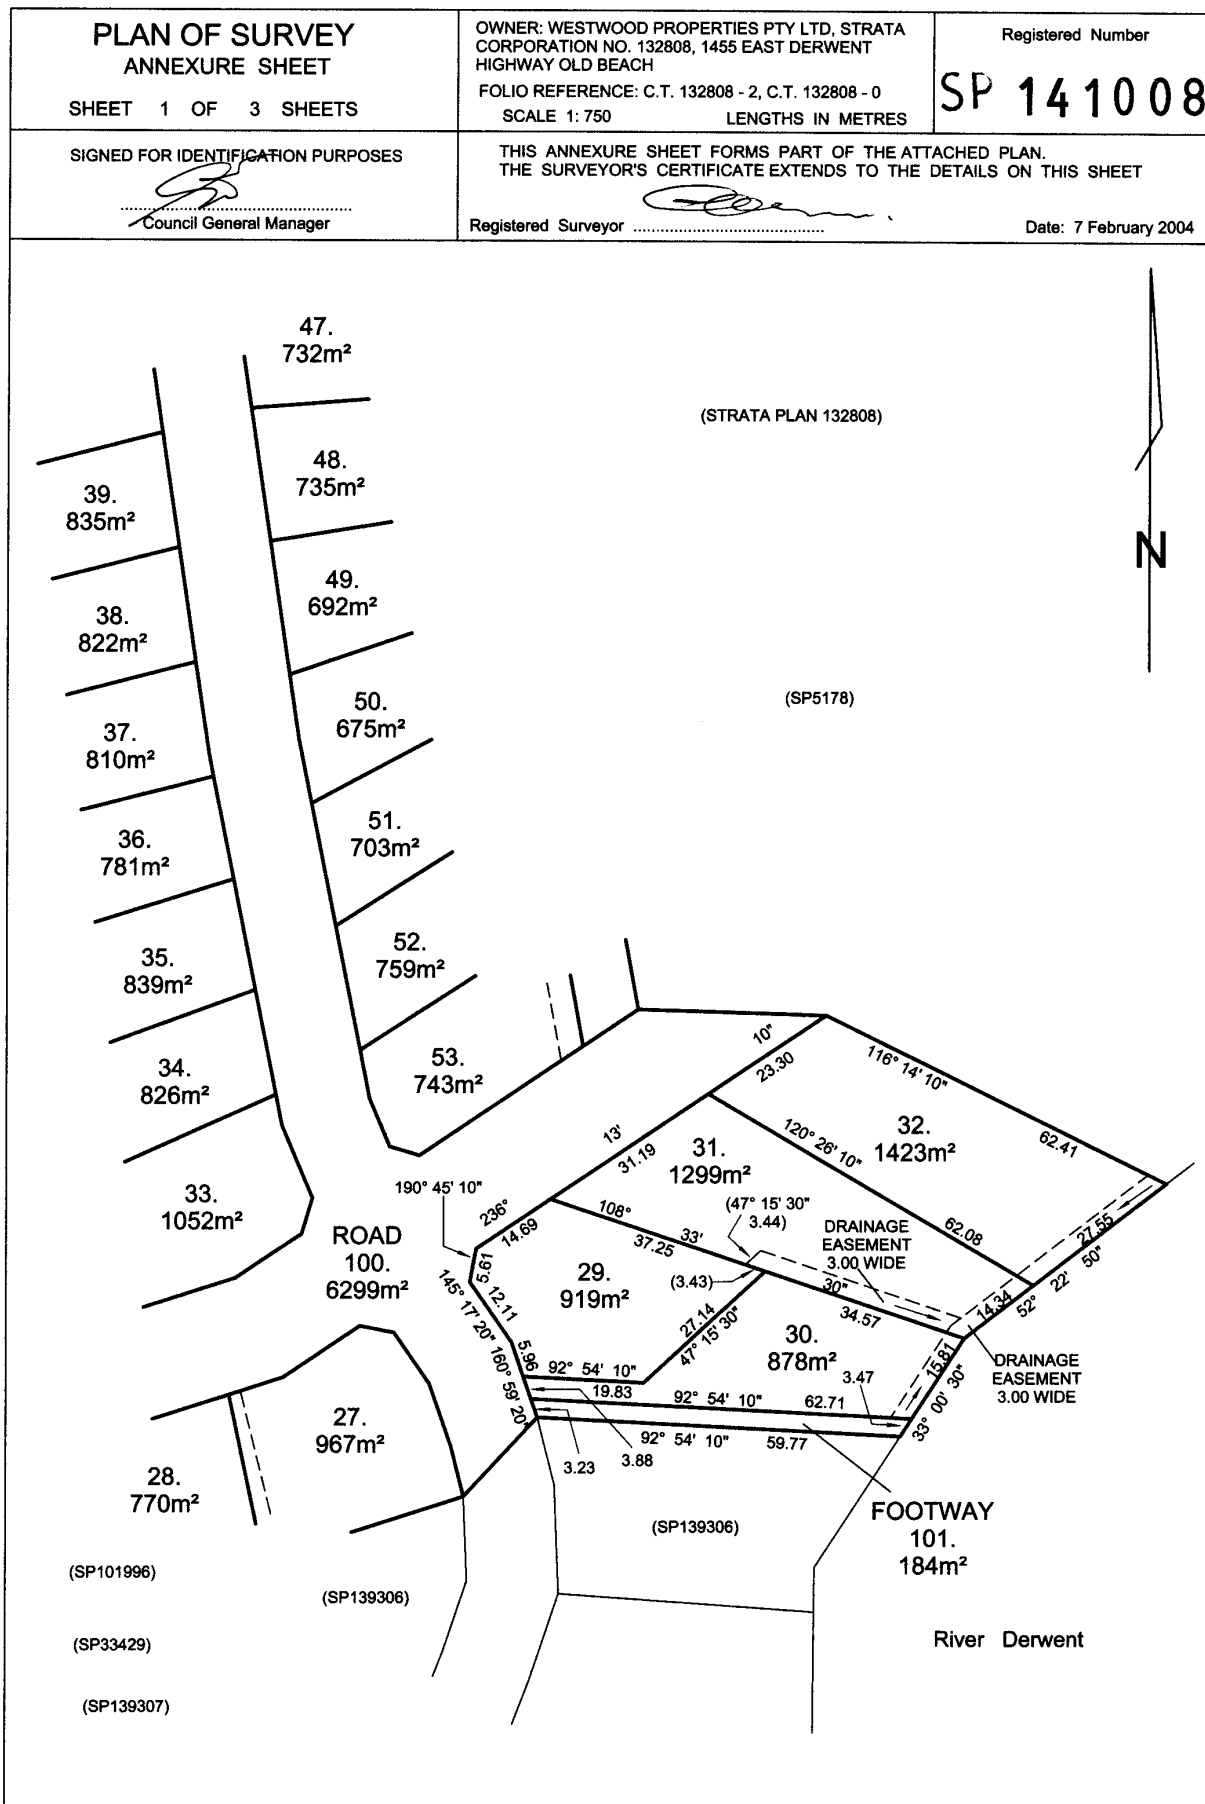 PLAN OF SURVEY
ANNEXURE SHEET
SHEET 1 OF 3 SHEETS
OWNER: WESTWOOD PROPERTIES PTY LTD, STRATA
CORPORATION NO. 132808, 1455 EAST DERWENT
HIGHWAY OLD BEACH
FOLIO REFERENCE: C.T. 132808 - 2, C.T. 132808 - 0
SCALE 1: 750 LENGTHS IN METRES
Registered Number
SP 141008
SIGNED FOR IDENTIFICATION PURPOSES
Council General Manager
THIS ANNEXURE SHEET FORMS PART OF THE ATTACHED PLAN.
THE SURVEYOR'S CERTIFICATE EXTENDS TO THE DETAILS ON THIS SHEET
Registered Surveyor
Date: 7 February 2004
47.
732m²
(STRATA PLAN 132808)
48.
735m²
39.
835m²
N
49.
692m²
38.
822m²
50.
675m²
(SP5178)
37.
810m²
51.
703m²
36.
781m²
52.
759m²
35.
839m²
53.
743m²
34.
826m²
10"
23.30
116° 14' 10"
62.41
32.
1423m²
13'
31.19
31.
1299m²
120° 26' 10"
62.08
33.
1052m²
190° 45' 10"
236°
14.69
108°
33'
37.25
(47° 15' 30"
3.44)
DRAINAGE
EASEMENT
3.00 WIDE
27.55
52° 22' 50"
ROAD
100.
6299m²
5.61
145° 17' 20"
12.11
29.
919m²
(3.43)
30"
34.57
14.34
27.14
47° 15' 30"
30.
878m²
15.81
33° 00' 30"
DRAINAGE
EASEMENT
3.00 WIDE
5.96
160° 59' 20"
92° 54' 10"
19.83
92° 54' 10"
62.71
3.47
92° 54' 10"
59.77
3.23
3.88
27.
967m²
28.
770m²
FOOTWAY
101.
184m²
(SP139306)
(SP101996)
(SP139306)
(SP33429)
River Derwent
(SP139307)